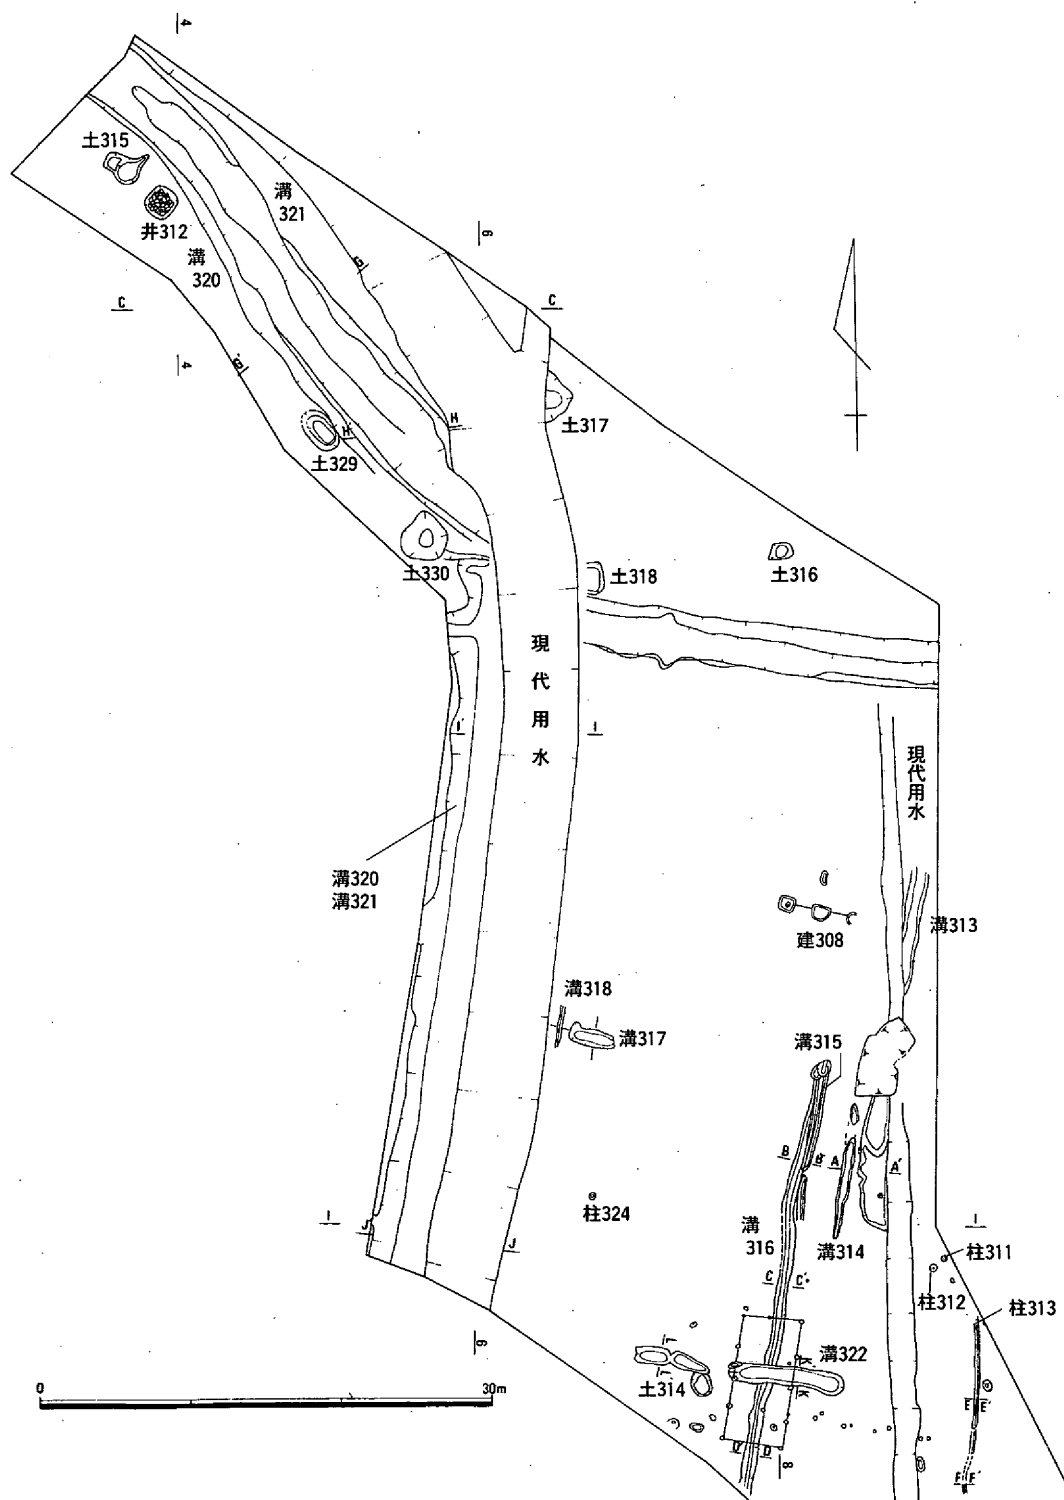 4
土315
溝
321
井312
溝
320
6
G
C
C
4
G'
H
H'
土317
土329
土330
土318
土316
現代用水
I'
I
現代用水
溝320
溝321
建308
溝313
溝318
溝317
溝315
B
B'
A
A'
柱324
溝
316
溝314
I
J'
J
I
柱311
柱312
柱313
C
C'
6
溝322
L
L'
K'
K
土314
0
30m
E
E'
D'
D
8
F
F'